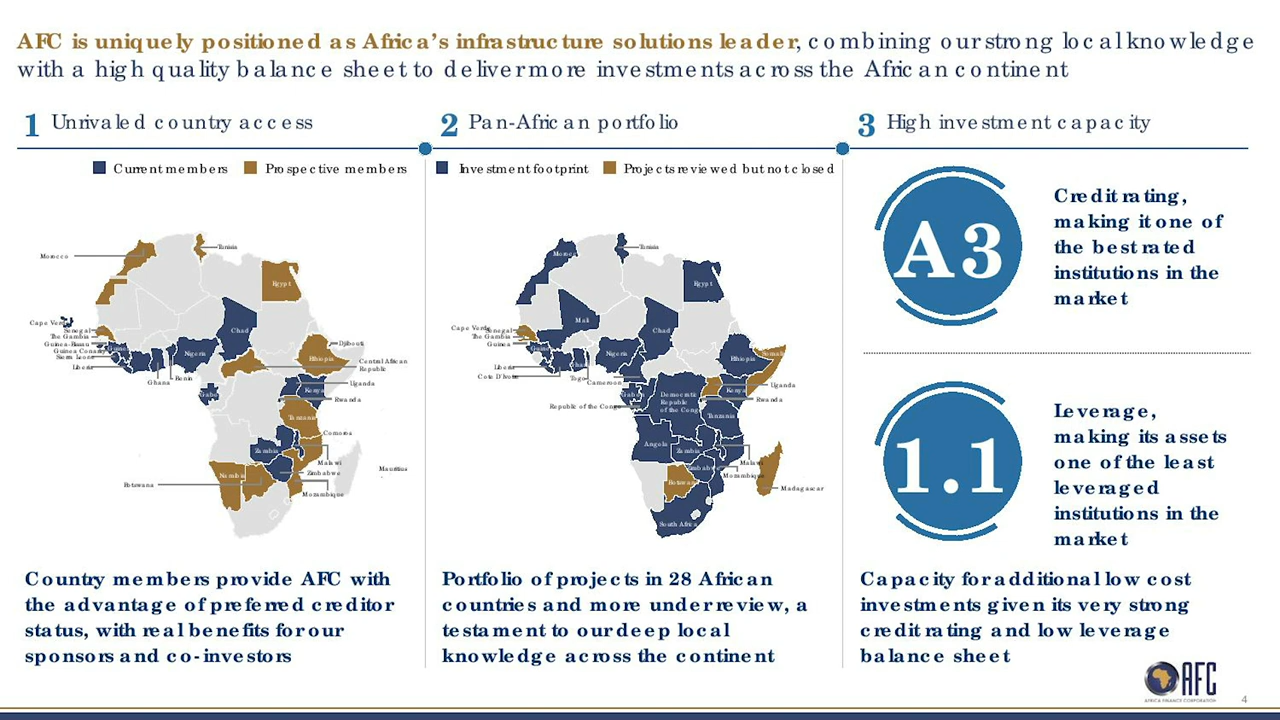 AFC is uniquely positioned as Africa's infrastructure solutions leader, combining our strong local knowledge
with a high quality balance sheet to deliver more investments across the African continent
1 Unrivaled country access
Current members
Prospective members
Morocco
Tunisia
Egypt
Cape Verde
Senegal
The Gambia
Guinea-Bissau
Guinea Conary
Sierra Leone
Liberia
Ghana
Benin
Nigeria
Chad
Djibouti
Ethiopia
Central African
Republic
Uganda
Kenya
Rwanda
Gabon
Tanzania
Comoros
Zambia
Malawi
Zimbabwe
Mauritius
Namibia
Botswana
Mozambique
Country members provide AFC with
the advantage of preferred creditor
status, with real benefits for our
sponsors and co-investors
2 Pan-African portfolio
Investment footprint
Projects reviewed but not closed
Moroc
Tunisia
Egypt
Mali
Chad
Cape Verde
Senegal
The Gambia
Guinea
Liberia
Cote D'Ivoire
Togo
Cameroon
Nigeria
Ethiopia
Somali
Gabon
Republic of the Congo
Democratic
Republic
of the Congo
Uganda
Kenya
Rwanda
Tanzania
Angola
Zambia
Malawi
Zimbabwe
Mozambique
Botswan
Madagascar
South Africa
Portfolio of projects in 28 African
countries and more under review, a
testament to our deep local
knowledge across the continent
3 High investment capacity
A3
Credit rating,
making it one of
the best rated
institutions in the
market
1.1
Leverage,
making its assets
one of the least
leveraged
institutions in the
market
Capacity for additional low cost
investments given its very strong
credit rating and low leverage
balance sheet
AFC
AFRICA FINANCE CORPORATION
4